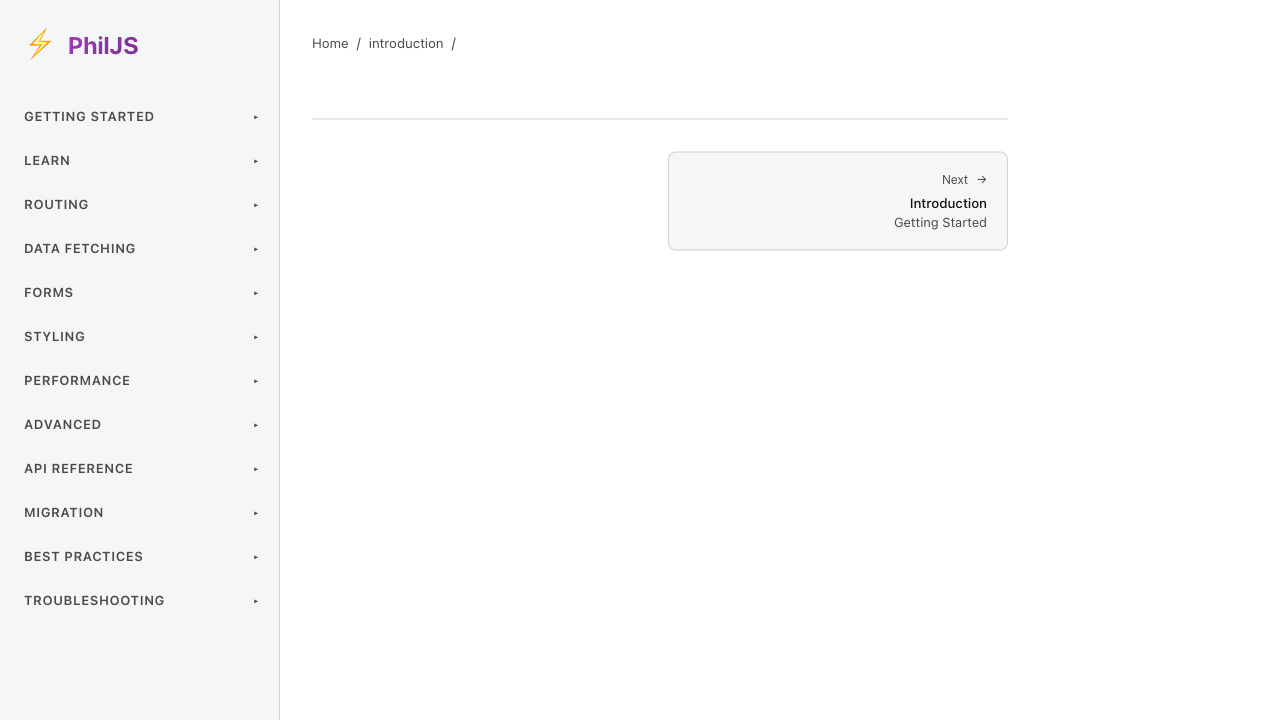 ⚡ PhilJS
GETTING STARTED ▸
LEARN ▸
ROUTING ▸
DATA FETCHING ▸
FORMS ▸
STYLING ▸
PERFORMANCE ▸
ADVANCED ▸
API REFERENCE ▸
MIGRATION ▸
BEST PRACTICES ▸
TROUBLESHOOTING ▸
Home / introduction /
Next →
Introduction
Getting Started